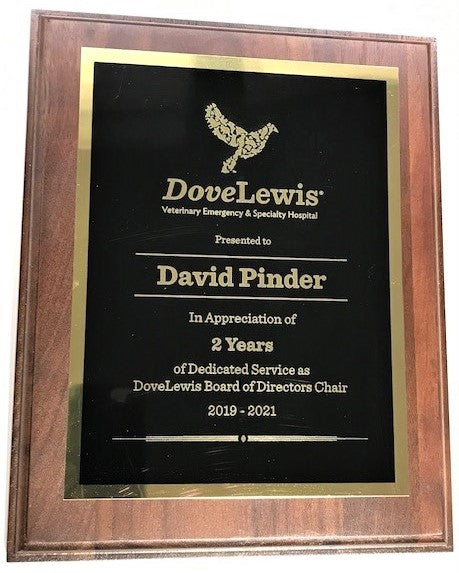 DoveLewis®
Veterinary Emergency & Specialty Hospital
Presented to
David Pinder
In Appreciation of
2 Years
of Dedicated Service as
DoveLewis Board of Directors Chair
2019 - 2021